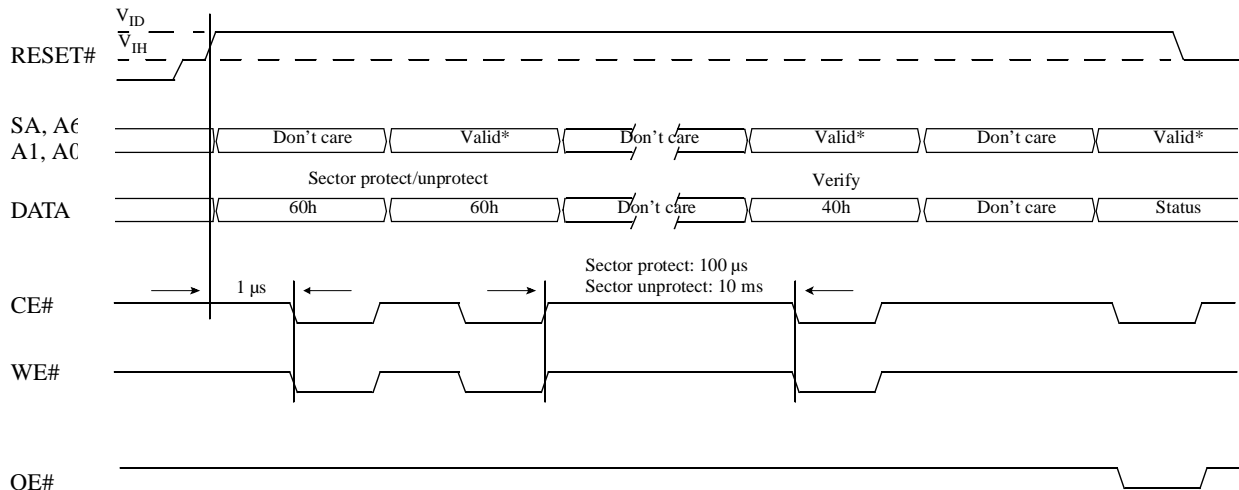 V_ID
V_IH
RESET#
SA, A6
A1, A0
Don't care Valid* Don't care Valid* Don't care Valid*
Sector protect/unprotect Verify
DATA
60h 60h Don't care 40h Don't care Status
Sector protect: 100 µs
1 µs Sector unprotect: 10 ms
CE#
WE#
OE#